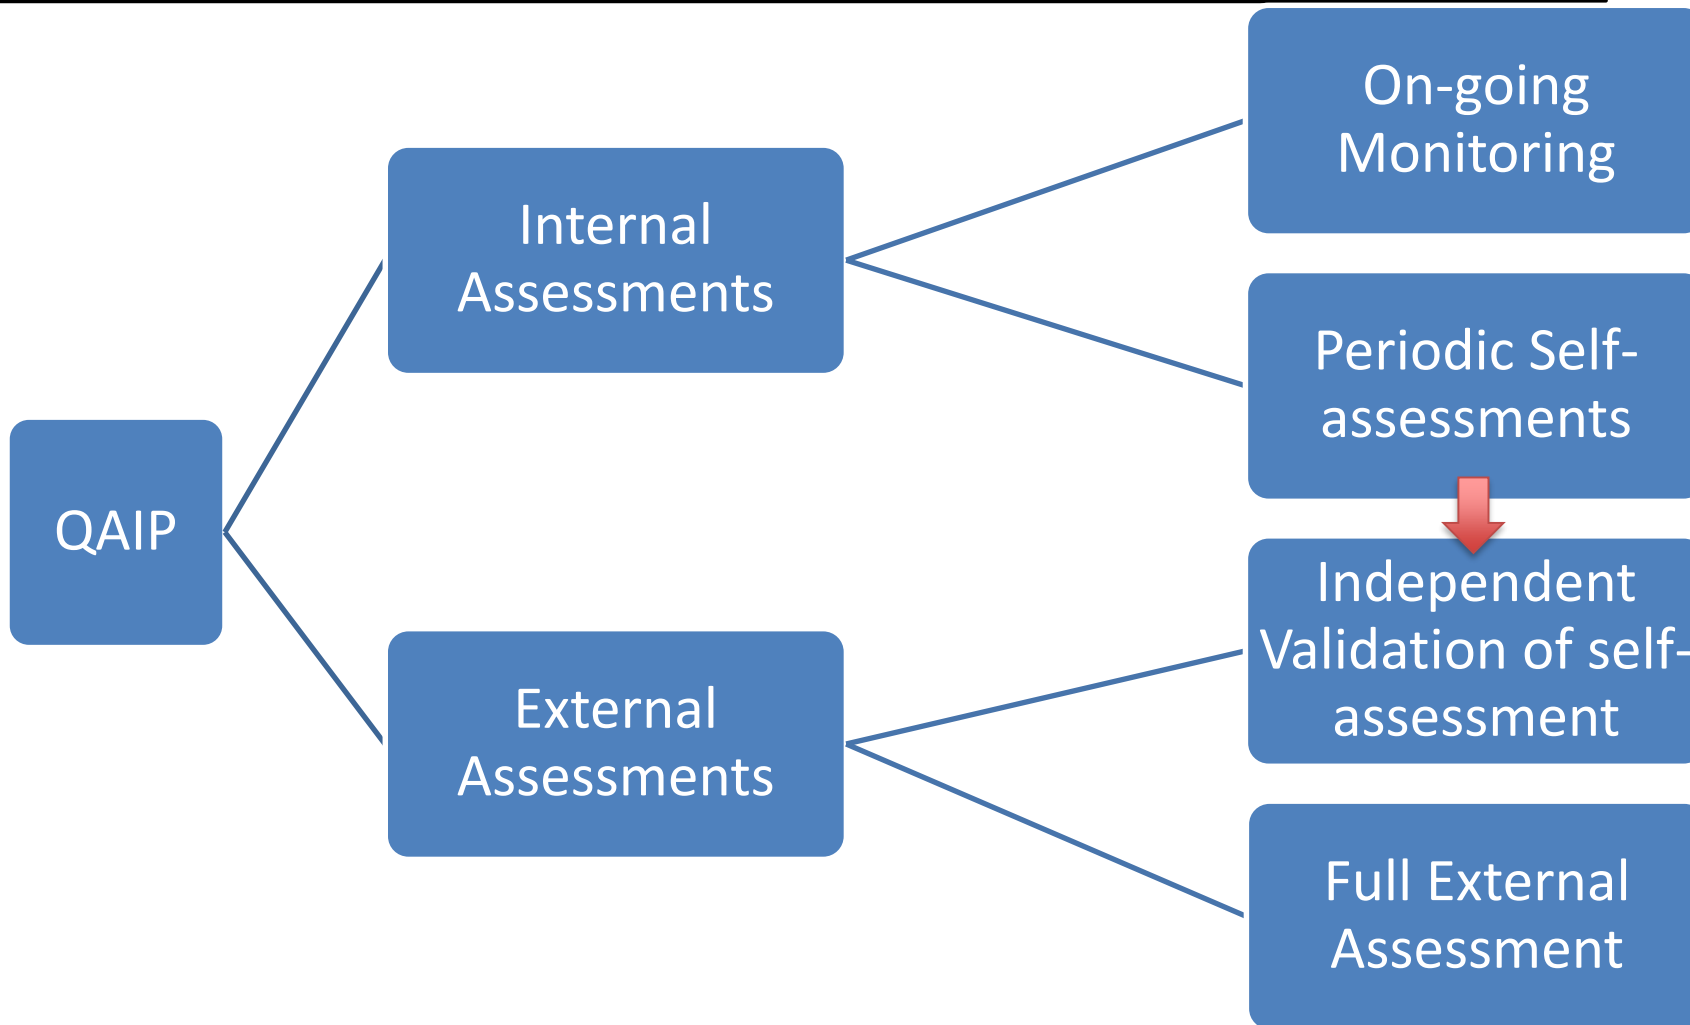 On-going
Monitoring
Internal
Assessments
Periodic Self-
assessments
QAIP
Independent
Validation of self-
assessment
External
Assessments
Full External
Assessment